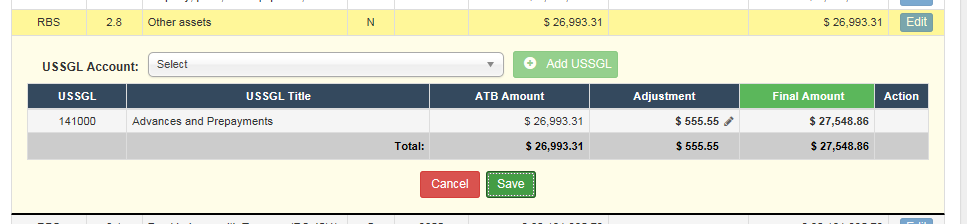 RBS 2.8 Other assets N $ 26,993.31 $ 26,993.31 Edit
USSGL Account: Select Add USSGL
USSGL USSGL Title ATB Amount Adjustment Final Amount Action
141000 Advances and Prepayments $ 26,993.31 $ 555.55 $ 27,548.86
Total: $ 26,993.31 $ 555.55 $ 27,548.86
Cancel Save